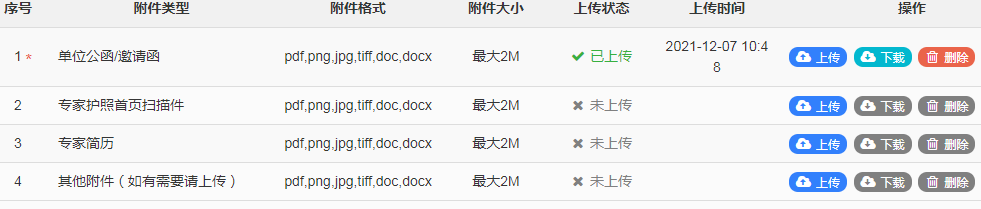 序号 附件类型 附件格式 附件大小 上传状态 上传时间 操作
1 * 单位公函/邀请函 pdf,png,jpg,tiff,doc,docx 最大2M 已上传 2021-12-07 10:4 上传 下载 删除
8
2 专家护照首页扫描件 pdf,png,jpg,tiff,doc,docx 最大2M 未上传 上传 下载 删除
3 专家简历 pdf,png,jpg,tiff,doc,docx 最大2M 未上传 上传 下载 删除
4 其他附件（如有需要请上传） pdf,png,jpg,tiff,doc,docx 最大2M 未上传 上传 下载 删除